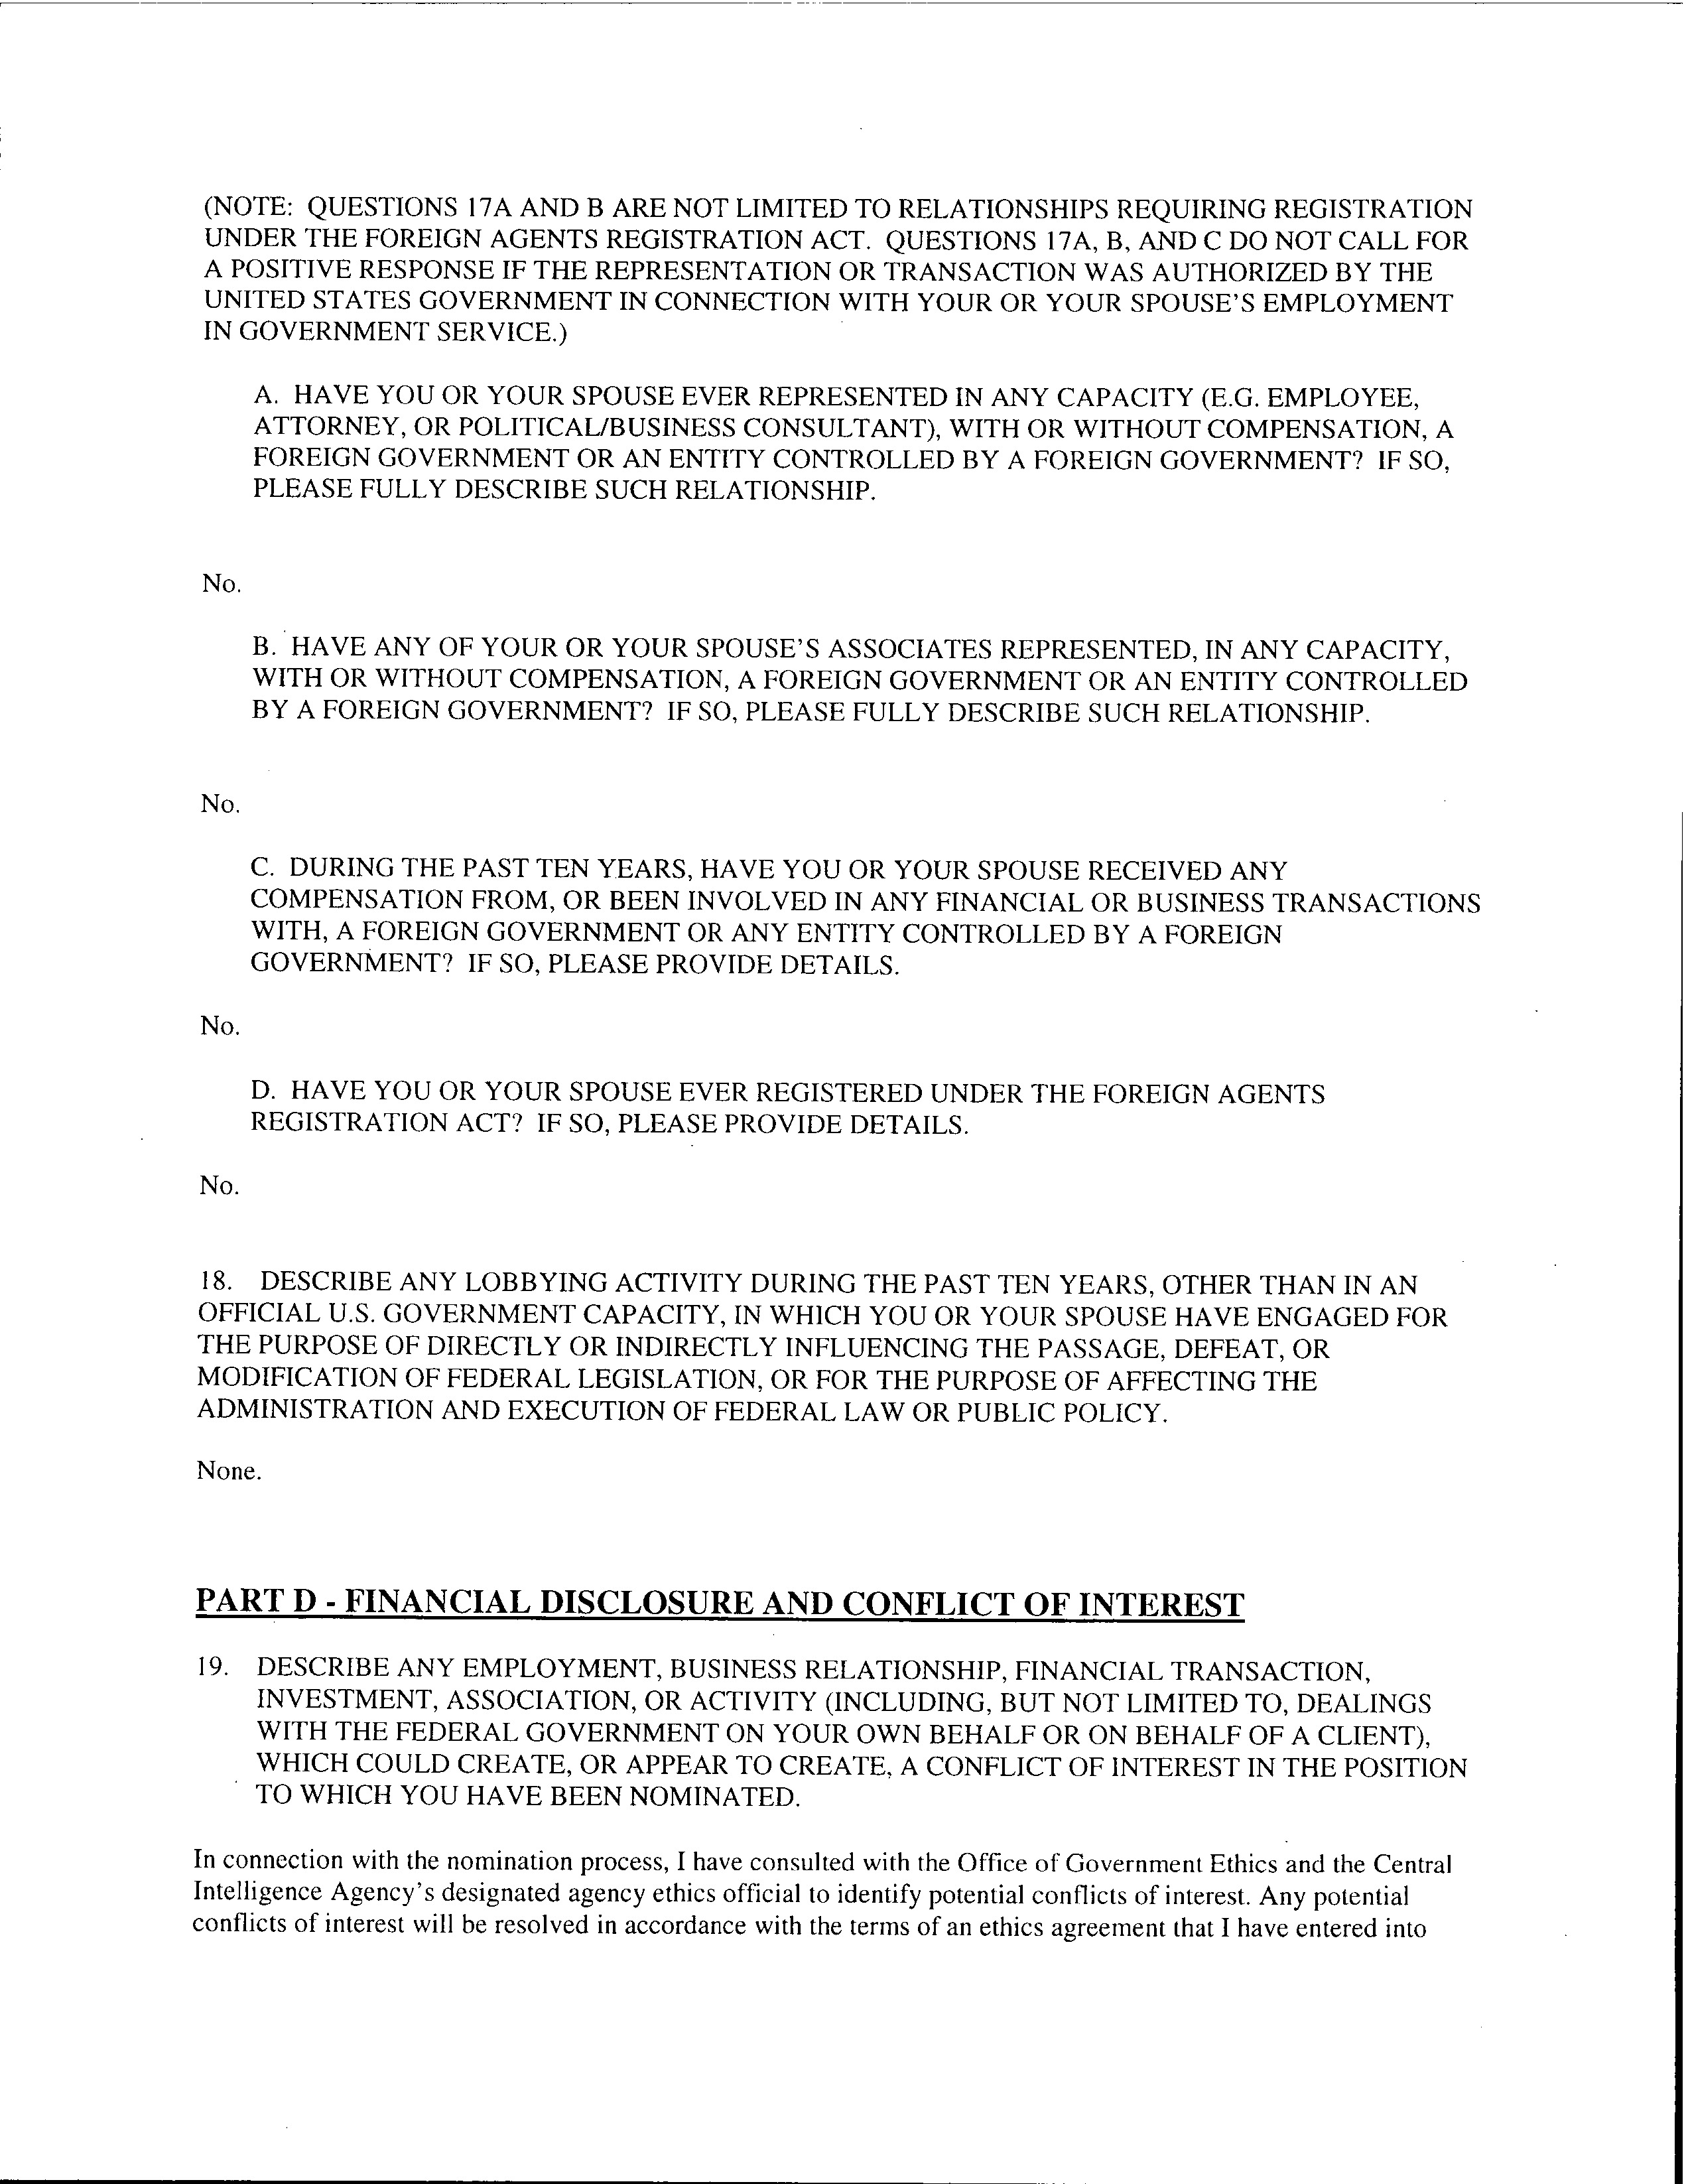 (NOTE: QUESTIONS 17A AND B ARE NOT LIMITED TO RELATIONSHIPS REQUIRING REGISTRATION
UNDER THE FOREIGN AGENTS REGISTRATION ACT. QUESTIONS 17A, B, AND C DO NOT CALL FOR
A POSITIVE RESPONSE IF THE REPRESENTATION OR TRANSACTION WAS AUTHORIZED BY THE
UNITED STATES GOVERNMENT IN CONNECTION WITH YOUR OR YOUR SPOUSE'S EMPLOYMENT
IN GOVERNMENT SERVICE.)
A. HAVE YOU OR YOUR SPOUSE EVER REPRESENTED IN ANY CAPACITY (E.G. EMPLOYEE,
ATTORNEY, OR POLITICAL/BUSINESS CONSULTANT), WITH OR WITHOUT COMPENSATION, A
FOREIGN GOVERNMENT OR AN ENTITY CONTROLLED BY A FOREIGN GOVERNMENT? IF SO,
PLEASE FULLY DESCRIBE SUCH RELATIONSHIP.
No.
B. HAVE ANY OF YOUR OR YOUR SPOUSE'S ASSOCIATES REPRESENTED, IN ANY CAPACITY,
WITH OR WITHOUT COMPENSATION, A FOREIGN GOVERNMENT OR AN ENTITY CONTROLLED
BY A FOREIGN GOVERNMENT? IF SO, PLEASE FULLY DESCRIBE SUCH RELATIONSHIP.
No.
C. DURING THE PAST TEN YEARS, HAVE YOU OR YOUR SPOUSE RECEIVED ANY
COMPENSATION FROM, OR BEEN INVOLVED IN ANY FINANCIAL OR BUSINESS TRANSACTIONS
WITH, A FOREIGN GOVERNMENT OR ANY ENTITY CONTROLLED BY A FOREIGN
GOVERNMENT? IF SO, PLEASE PROVIDE DETAILS.
No.
D. HAVE YOU OR YOUR SPOUSE EVER REGISTERED UNDER THE FOREIGN AGENTS
REGISTRATION ACT? IF SO, PLEASE PROVIDE DETAILS.
No.
18. DESCRIBE ANY LOBBYING ACTIVITY DURING THE PAST TEN YEARS, OTHER THAN IN AN
OFFICIAL U.S. GOVERNMENT CAPACITY, IN WHICH YOU OR YOUR SPOUSE HAVE ENGAGED FOR
THE PURPOSE OF DIRECTLY OR INDIRECTLY INFLUENCING THE PASSAGE, DEFEAT, OR
MODIFICATION OF FEDERAL LEGISLATION, OR FOR THE PURPOSE OF AFFECTING THE
ADMINISTRATION AND EXECUTION OF FEDERAL LAW OR PUBLIC POLICY.
None.
PART D - FINANCIAL DISCLOSURE AND CONFLICT OF INTEREST
19. DESCRIBE ANY EMPLOYMENT, BUSINESS RELATIONSHIP, FINANCIAL TRANSACTION,
INVESTMENT, ASSOCIATION, OR ACTIVITY (INCLUDING, BUT NOT LIMITED TO, DEALINGS
WITH THE FEDERAL GOVERNMENT ON YOUR OWN BEHALF OR ON BEHALF OF A CLIENT),
WHICH COULD CREATE, OR APPEAR TO CREATE, A CONFLICT OF INTEREST IN THE POSITION
TO WHICH YOU HAVE BEEN NOMINATED.
In connection with the nomination process, I have consulted with the Office of Government Ethics and the Central
Intelligence Agency's designated agency ethics official to identify potential conflicts of interest. Any potential
conflicts of interest will be resolved in accordance with the terms of an ethics agreement that I have entered into